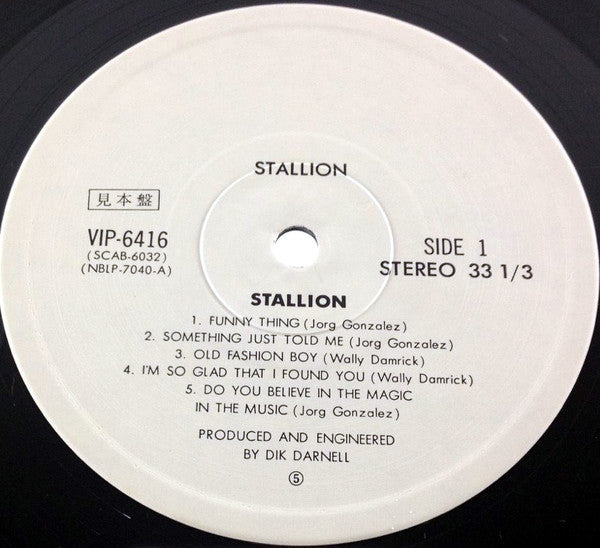 STALLION
見本盤
VIP-6416
(SCAB-6032)
(NBLP-7040-A)
SIDE 1
STEREO 33 1/3
STALLION
1. FUNNY THING (Jorg Gonzalez)
2. SOMETHING JUST TOLD ME (Jorg Gonzalez)
3. OLD FASHION BOY (Wally Damrick)
4. I'M SO GLAD THAT I FOUND YOU (Wally Damrick)
5. DO YOU BELIEVE IN THE MAGIC
IN THE MUSIC (Jorg Gonzalez)
PRODUCED AND ENGINEERED
BY DIK DARNELL
⑤